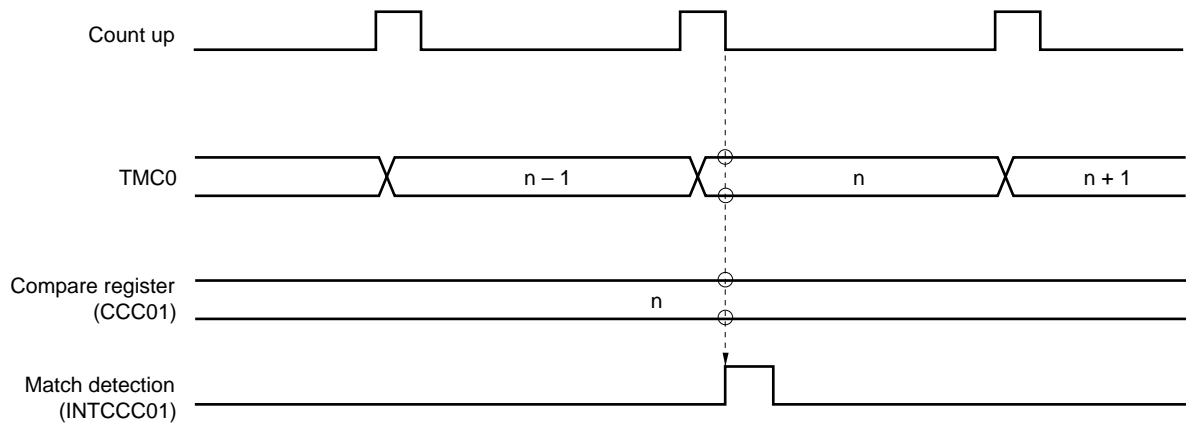 Count up
TMC0
n – 1
n
n + 1
Compare register
(CCC01)
n
Match detection
(INTCCC01)